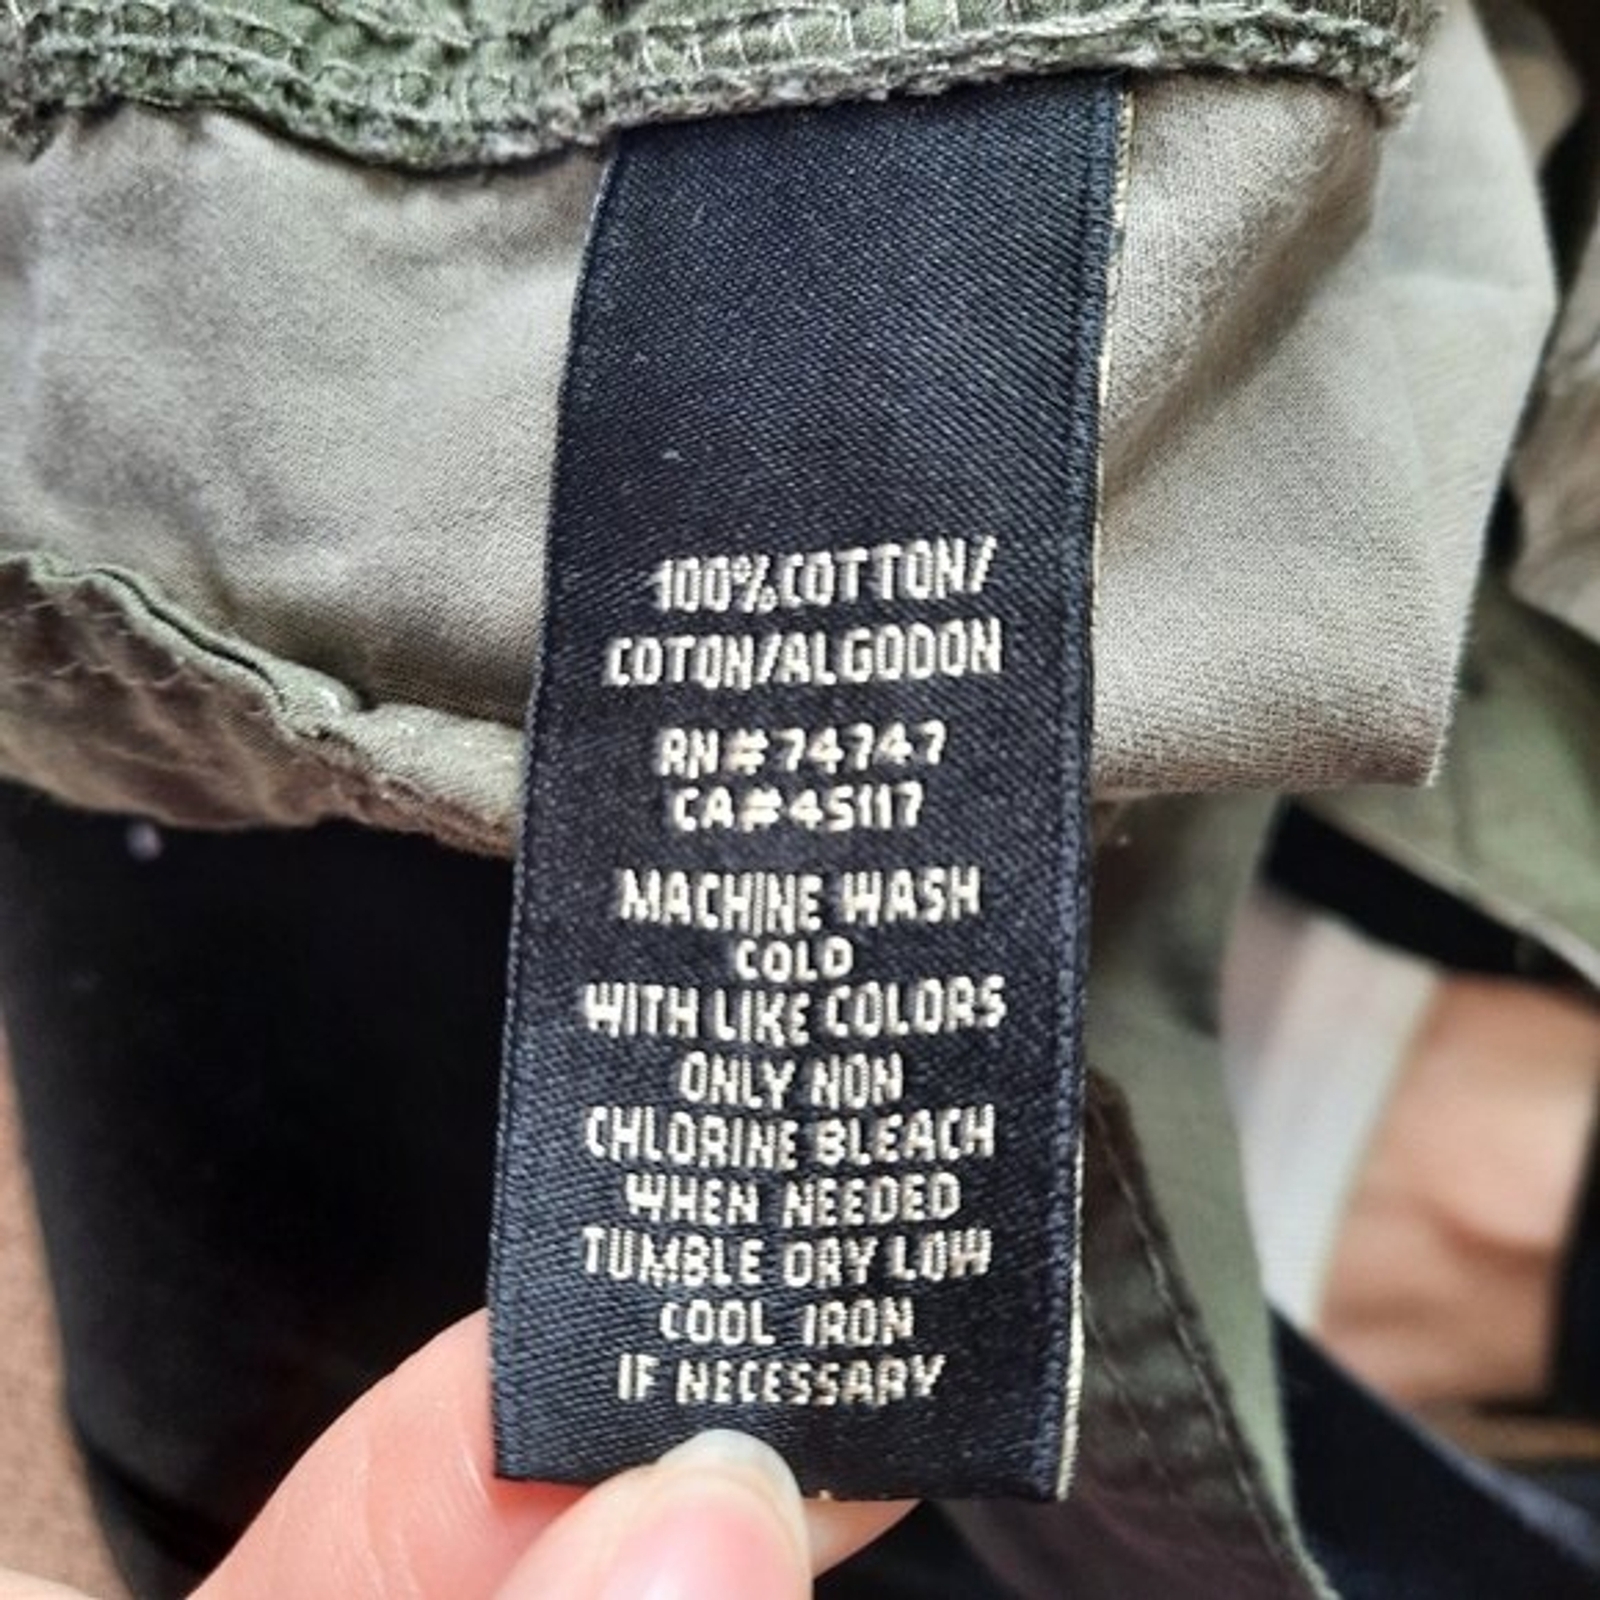 100% COTTON/
COTON/ALGODON
RN# 74747
CA#45117
MACHINE WASH
COLD
WITH LIKE COLORS
ONLY NON
CHLORINE BLEACH
WHEN NEEDED
TUMBLE DRY LOW
COOL IRON
IF NECESSARY